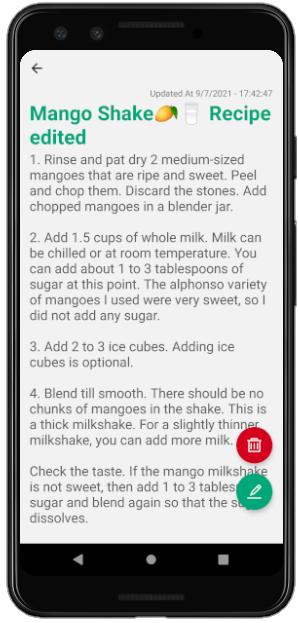 Updated At 9/7/2021 - 17:42:47
Mango Shake🥭🥛 Recipe
edited
1. Rinse and pat dry 2 medium-sized
mangoes that are ripe and sweet. Peel
and chop them. Discard the stones. Add
chopped mangoes in a blender jar.
2. Add 1.5 cups of whole milk. Milk can
be chilled or at room temperature. You
can add about 1 to 3 tablespoons of
sugar at this point. The alphonso variety
of mangoes I used were very sweet, so I
did not add any sugar.
3. Add 2 to 3 ice cubes. Adding ice
cubes is optional.
4. Blend till smooth. There should be no
chunks of mangoes in the shake. This is
a thick milkshake. For a slightly thinner
milkshake, you can add more milk.
Check the taste. If the mango milkshake
is not sweet, then add 1 to 3
sugar and blend again so that the
dissolves.